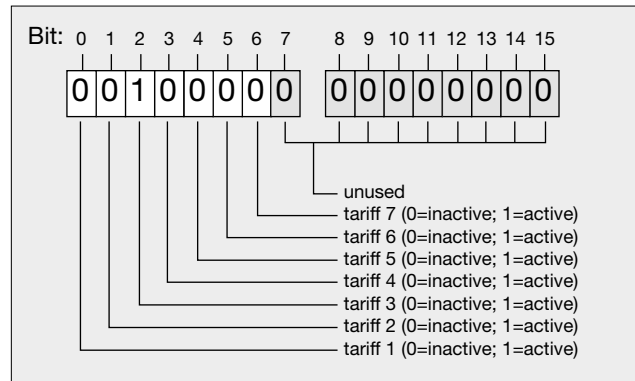 Bit: 0 1 2 3 4 5 6 7 8 9 10 11 12 13 14 15
0 0 1 0 0 0 0 0 0 0 0 0 0 0 0 0
unused
tariff 7 (0=inactive; 1=active)
tariff 6 (0=inactive; 1=active)
tariff 5 (0=inactive; 1=active)
tariff 4 (0=inactive; 1=active)
tariff 3 (0=inactive; 1=active)
tariff 2 (0=inactive; 1=active)
tariff 1 (0=inactive; 1=active)